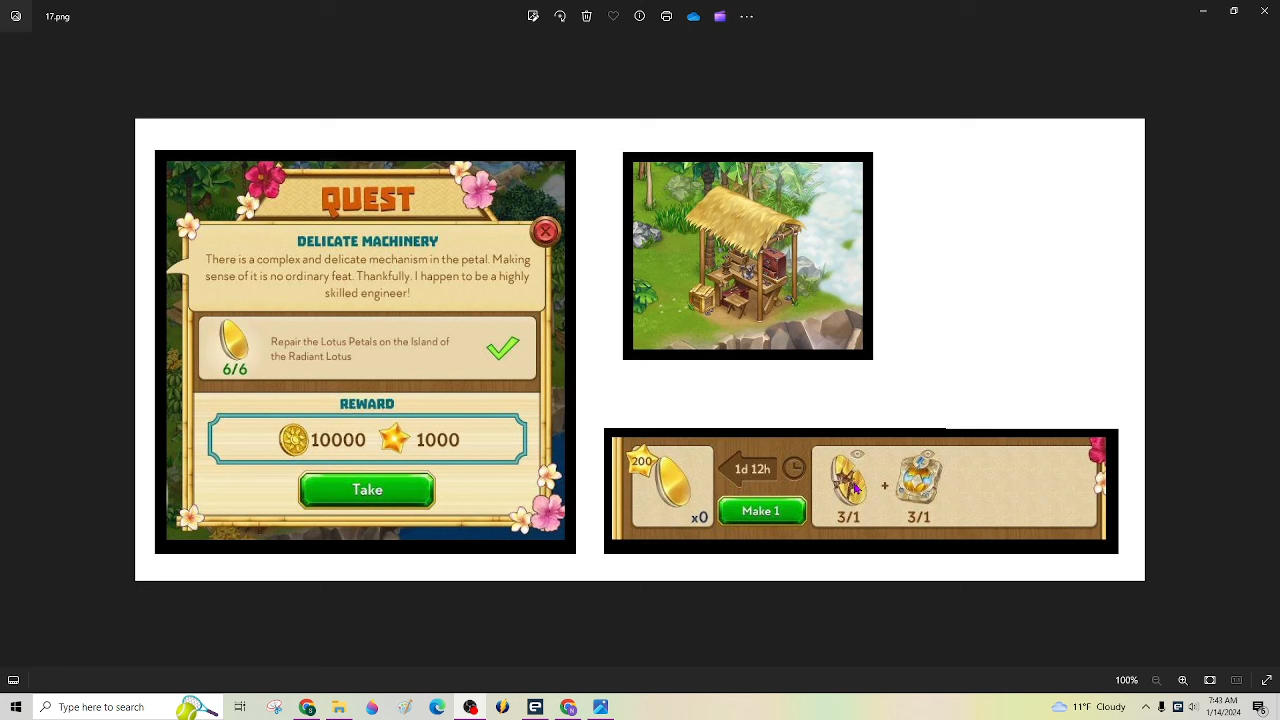 17.png
QUEST
DELICATE MACHINERY
There is a complex and delicate mechanism in the petal. Making
sense of it is no ordinary feat. Thankfully. I happen to be a highly
skilled engineer!
Repair the Lotus Petals on the Island of
the Radiant Lotus
6/6
REWARD
10000 1000
Take
200
x0
1d 12h
Make 1
3/1 + 3/1
100%
Type here to search
11°F Cloudy
7:43 AM
1/14/2024